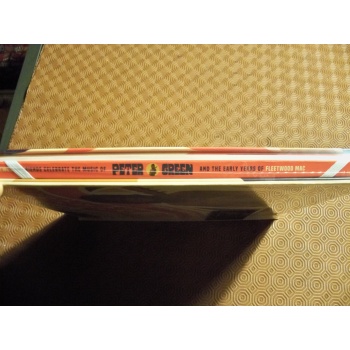 CELEBRATE THE MUSIC OF PETER GREEN AND THE EARLY YEARS OF FLEETWOOD MAC